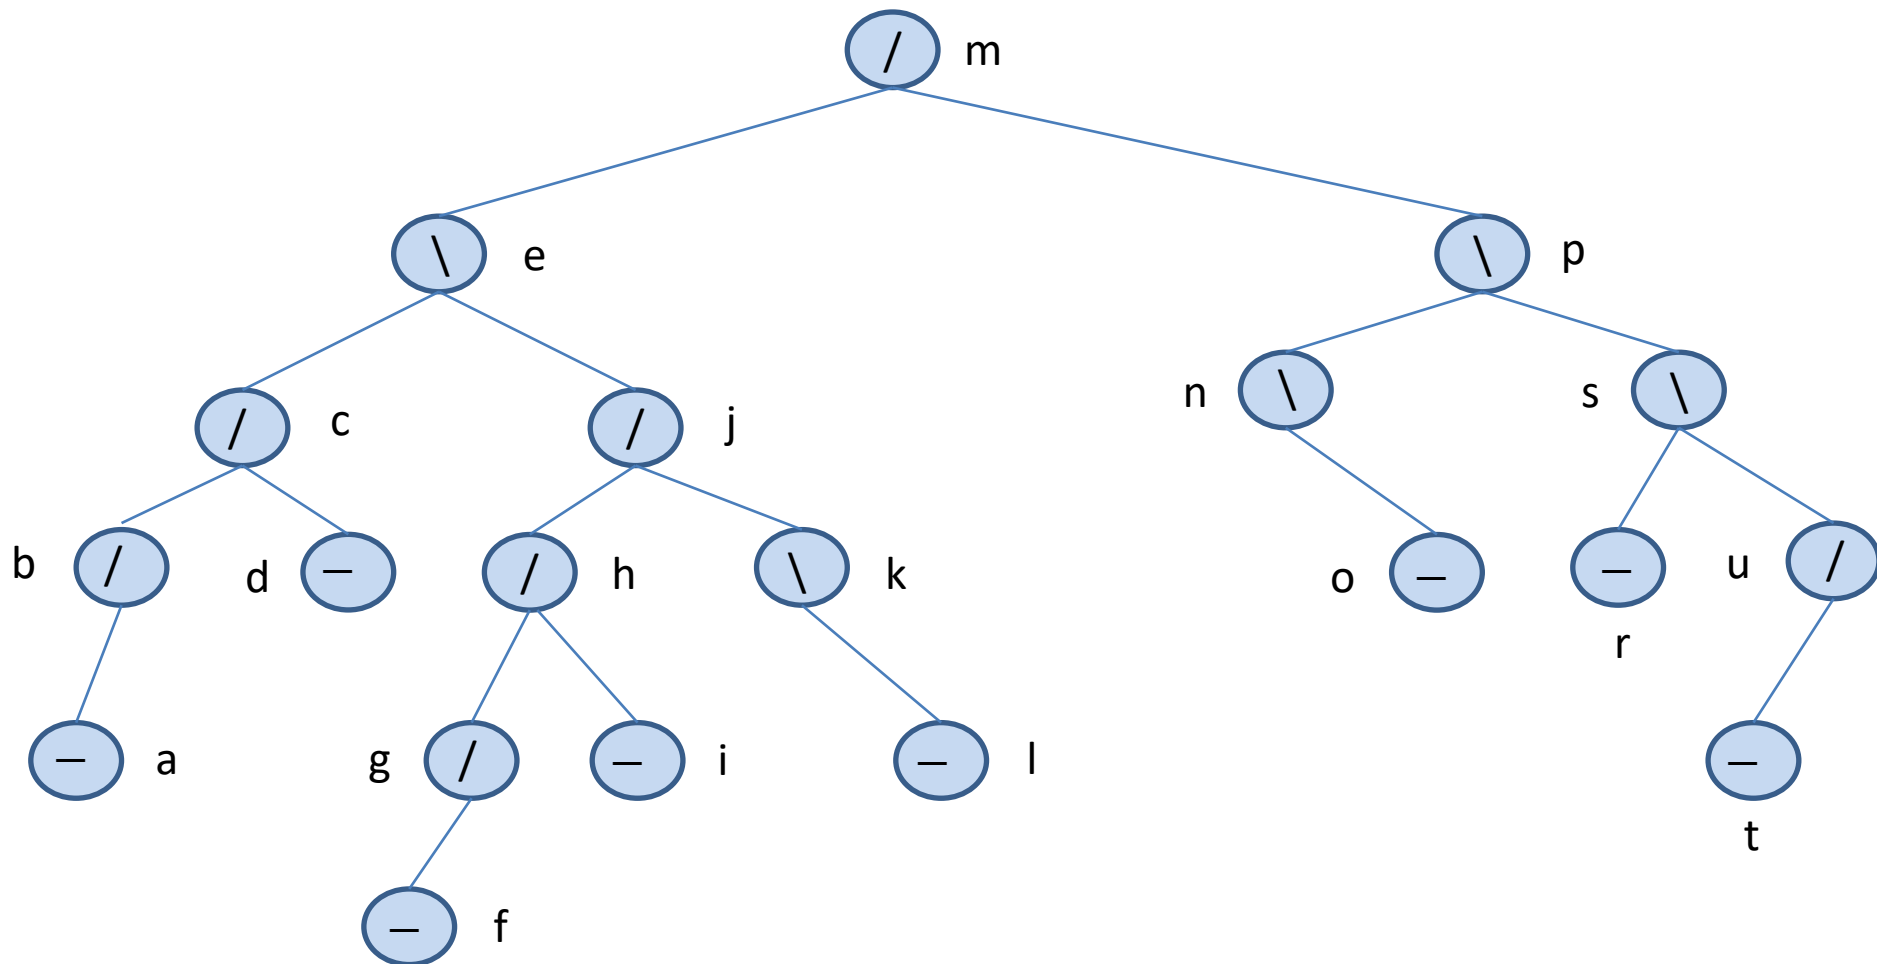 / m
\ e
\ p
/ c
/ j
n \
s \
b /
d –
/ h
\ k
o –
–
u /
r
– a
g /
– i
– l
–
t
– f